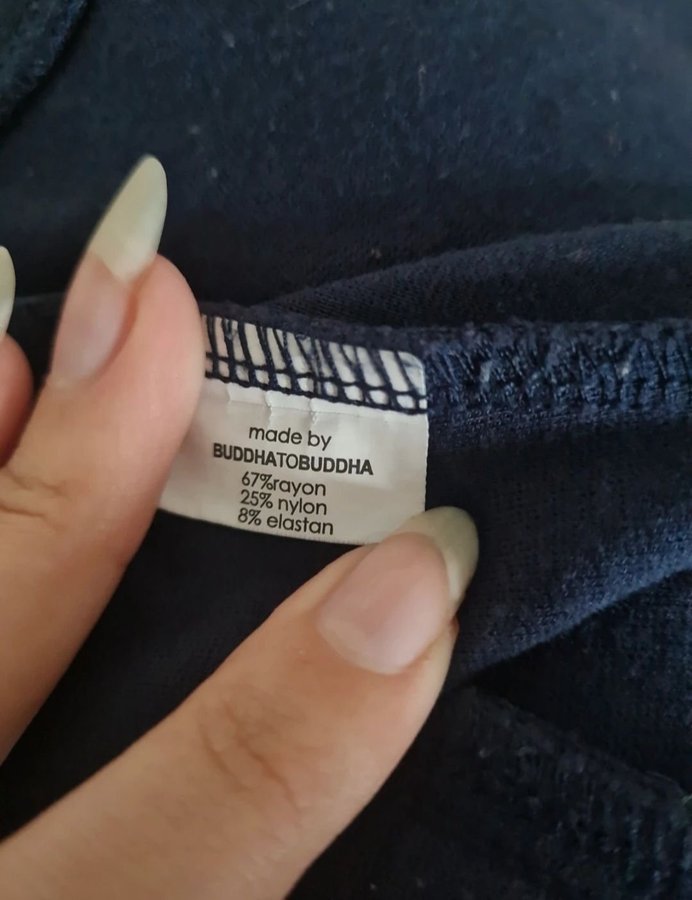 made by
BUDDHATOBUDDHA
67%rayon
25% nylon
8% elastan